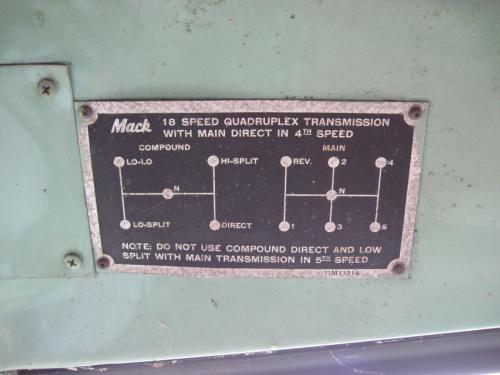 Mack 18 SPEED QUADRUPLEX TRANSMISSION
WITH MAIN DIRECT IN 4TH SPEED
COMPOUND MAIN
LO-LO HI-SPLIT REV. 2 4
N N
LO-SPLIT DIRECT 1 3 5
NOTE: DO NOT USE COMPOUND DIRECT AND LOW
SPLIT WITH MAIN TRANSMISSION IN 5TH SPEED
11MY1214